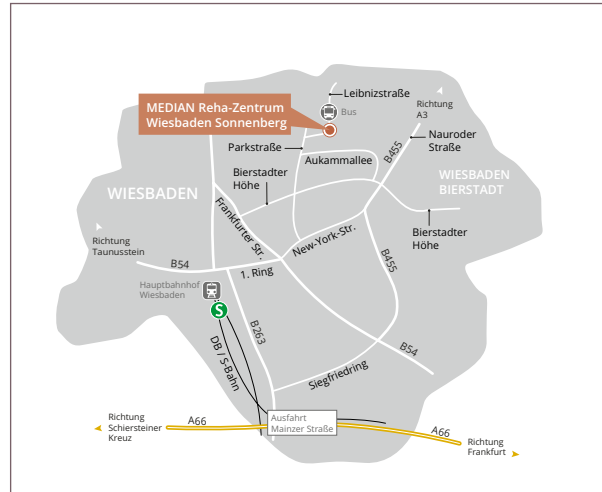 Leibnizstraße
MEDIAN Reha-Zentrum
Wiesbaden Sonnenberg
Bus
Richtung
A3
Parkstraße
Nauroder
Straße
B455
Aukammallee
Bierstadter
Höhe
WIESBADEN
BIERSTADT
WIESBADEN
Frankfurter Str.
New-York-Str.
Bierstadter
Höhe
Richtung
Taunusstein
B54
1. Ring
B455
Hauptbahnhof
Wiesbaden
S
B263
DB / S-Bahn
B54
Siegfriedring
Richtung
Schiersteiner
Kreuz
A66
Ausfahrt
Mainzer Straße
A66
Richtung
Frankfurt